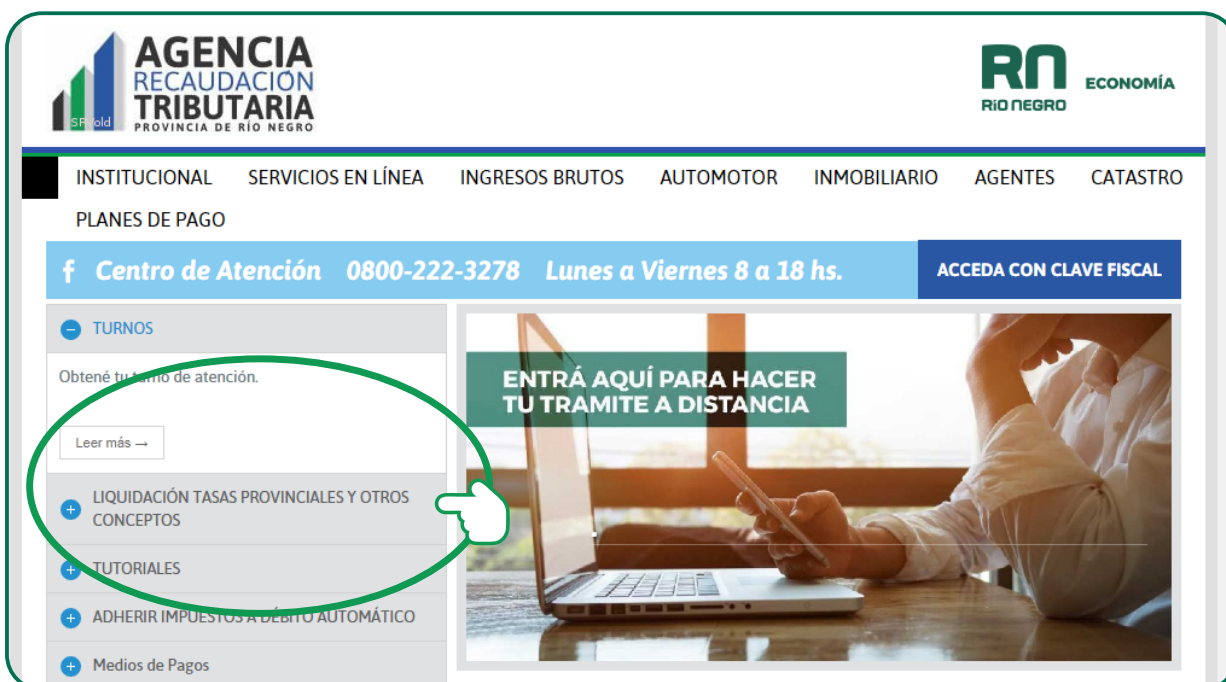 AGENCIA
RECAUDACIÓN
TRIBUTARIA
PROVINCIA DE RÍO NEGRO
SRVold
RN
RÍO NEGRO
ECONOMÍA
INSTITUCIONAL SERVICIOS EN LÍNEA INGRESOS BRUTOS AUTOMOTOR INMOBILIARIO AGENTES CATASTRO
PLANES DE PAGO
f Centro de Atención 0800-222-3278 Lunes a Viernes 8 a 18 hs.
ACCEDA CON CLAVE FISCAL
TURNOS
Obtené tu turno de atención.
Leer más →
LIQUIDACIÓN TASAS PROVINCIALES Y OTROS
CONCEPTOS
TUTORIALES
ADHERIR IMPUESTOS A DÉBITO AUTOMÁTICO
Medios de Pagos
ENTRÁ AQUÍ PARA HACER
TU TRAMITE A DISTANCIA